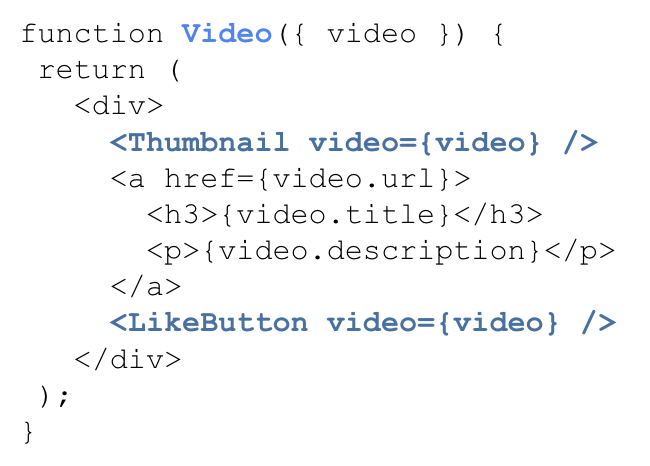 function Video({ video }) {
 return (
   <div>
     <Thumbnail video={video} />
     <a href={video.url}>
       <h3>{video.title}</h3>
       <p>{video.description}</p>
     </a>
     <LikeButton video={video} />
   </div>
 );
}